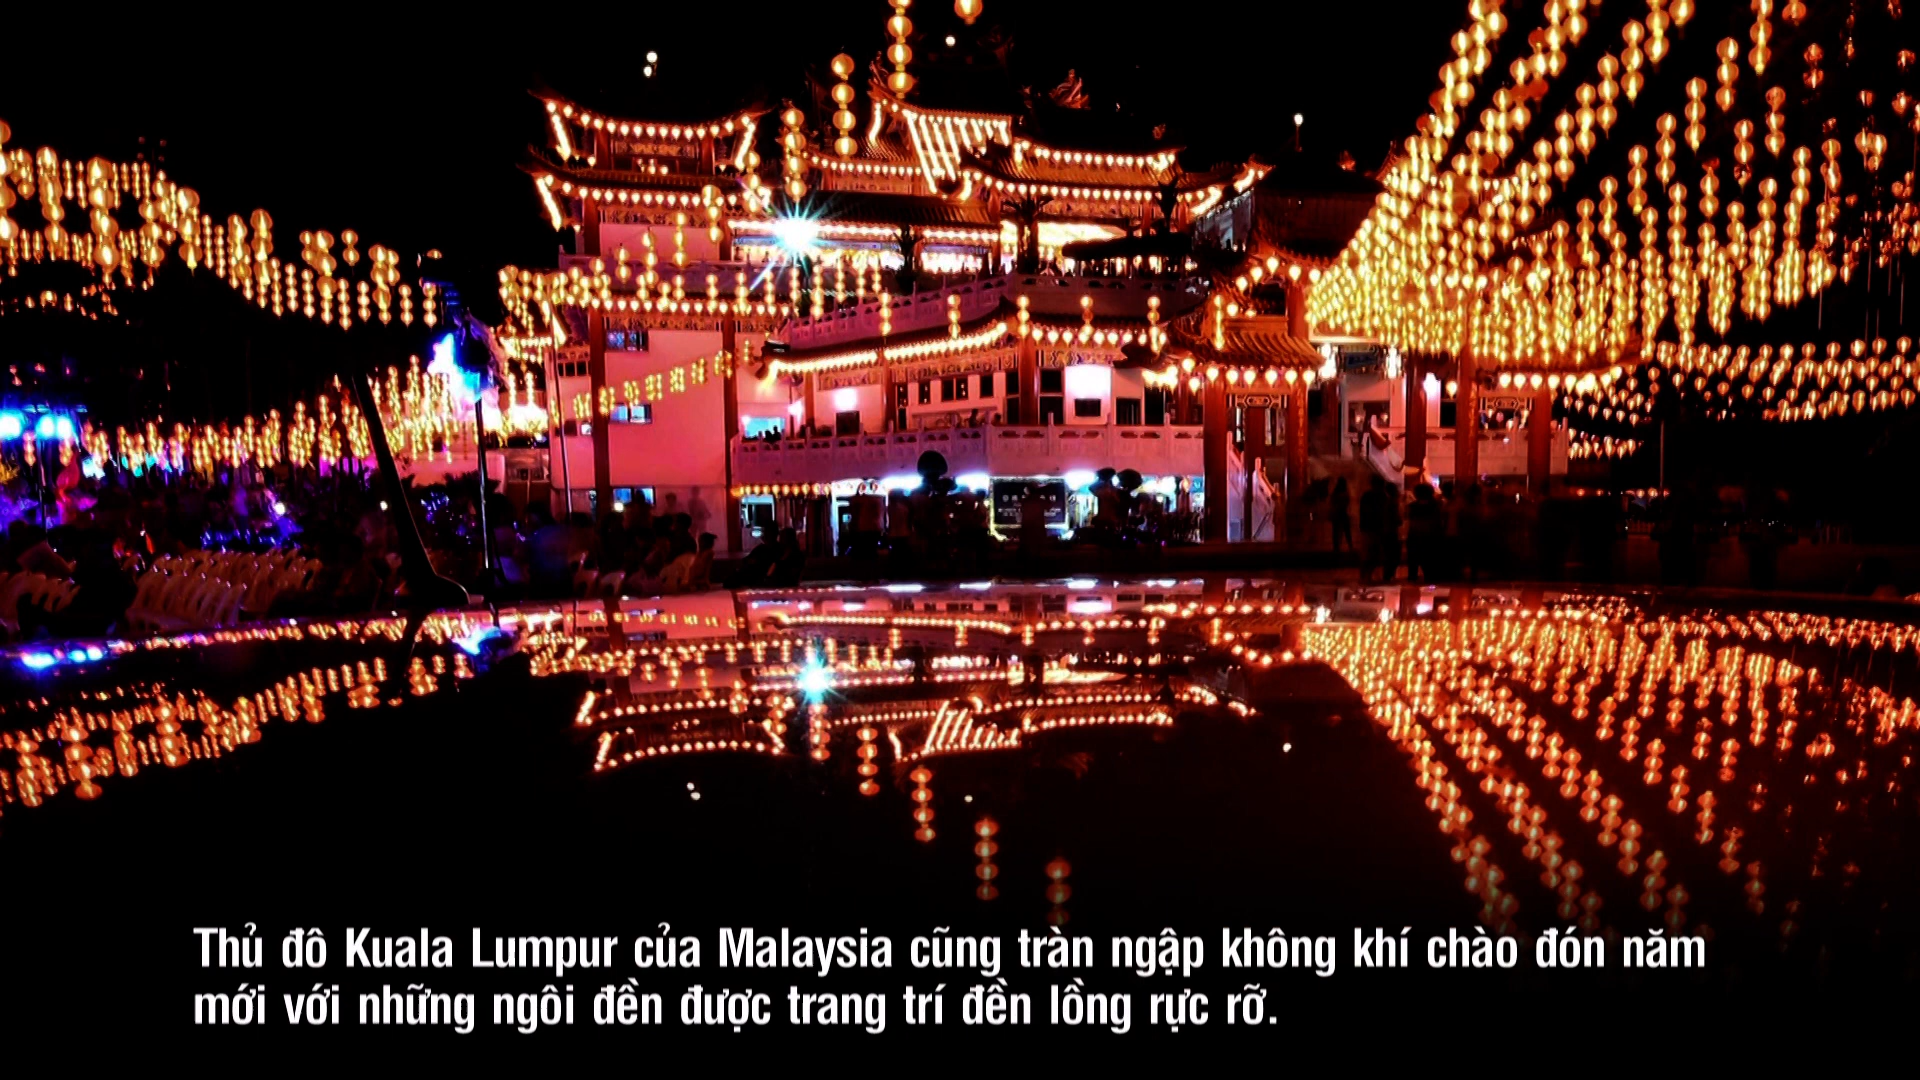 Thủ đô Kuala Lumpur của Malaysia cũng tràn ngập không khí chào đón năm
mới với những ngôi đền được trang trí đền lồng rực rỡ.